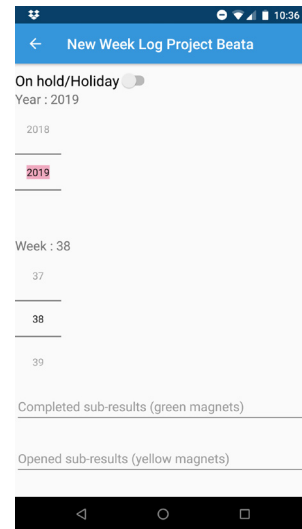 10:36
New Week Log Project Beata
On hold/Holiday
Year : 2019
2018
2019
Week : 38
37
38
39
Completed sub-results (green magnets)
Opened sub-results (yellow magnets)